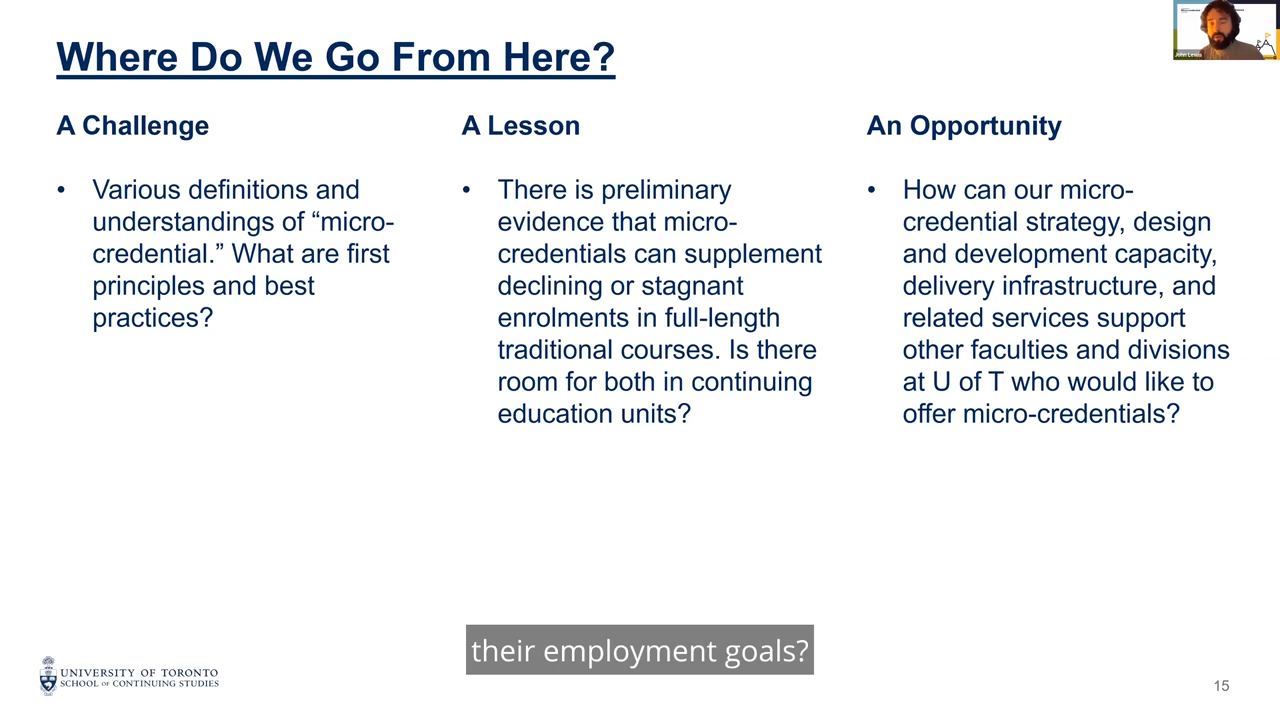 Where Do We Go From Here?
A Challenge
• Various definitions and
understandings of “micro-
credential.” What are first
principles and best
practices?
A Lesson
• There is preliminary
evidence that micro-
credentials can supplement
declining or stagnant
enrolments in full-length
traditional courses. Is there
room for both in continuing
education units?
An Opportunity
• How can our micro-
credential strategy, design
and development capacity,
delivery infrastructure, and
related services support
other faculties and divisions
at U of T who would like to
offer micro-credentials?
their employment goals?
UNIVERSITY OF TORONTO
SCHOOL OF CONTINUING STUDIES
15
John Lewis